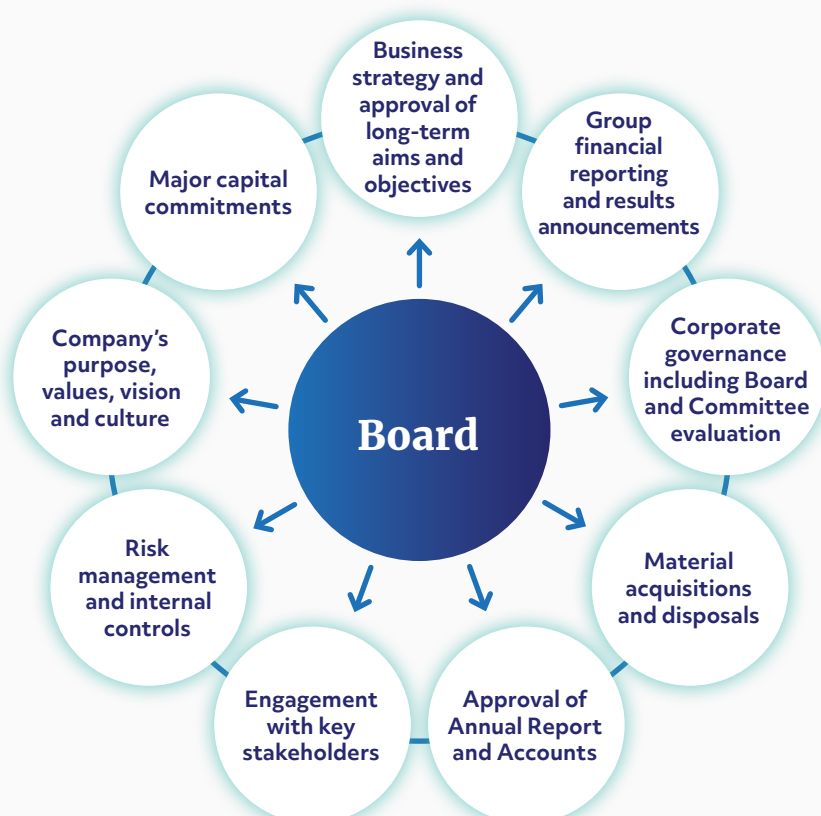 Business
strategy and
approval of
long-term
aims and
objectives
Group
financial
reporting
and results
announcements
Corporate
governance
including Board
and Committee
evaluation
Material
acquisitions
and disposals
Approval of
Annual Report
and Accounts
Engagement
with key
stakeholders
Risk
management
and internal
controls
Company’s
purpose,
values, vision
and culture
Major capital
commitments
Board